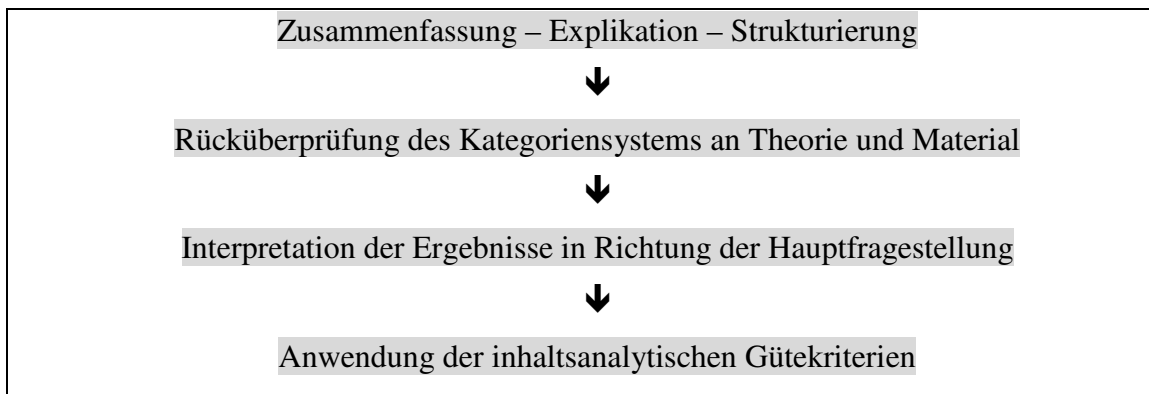 Zusammenfassung – Explikation – Strukturierung
Rücküberprüfung des Kategoriensystems an Theorie und Material
Interpretation der Ergebnisse in Richtung der Hauptfragestellung
Anwendung der inhaltsanalytischen Gütekriterien